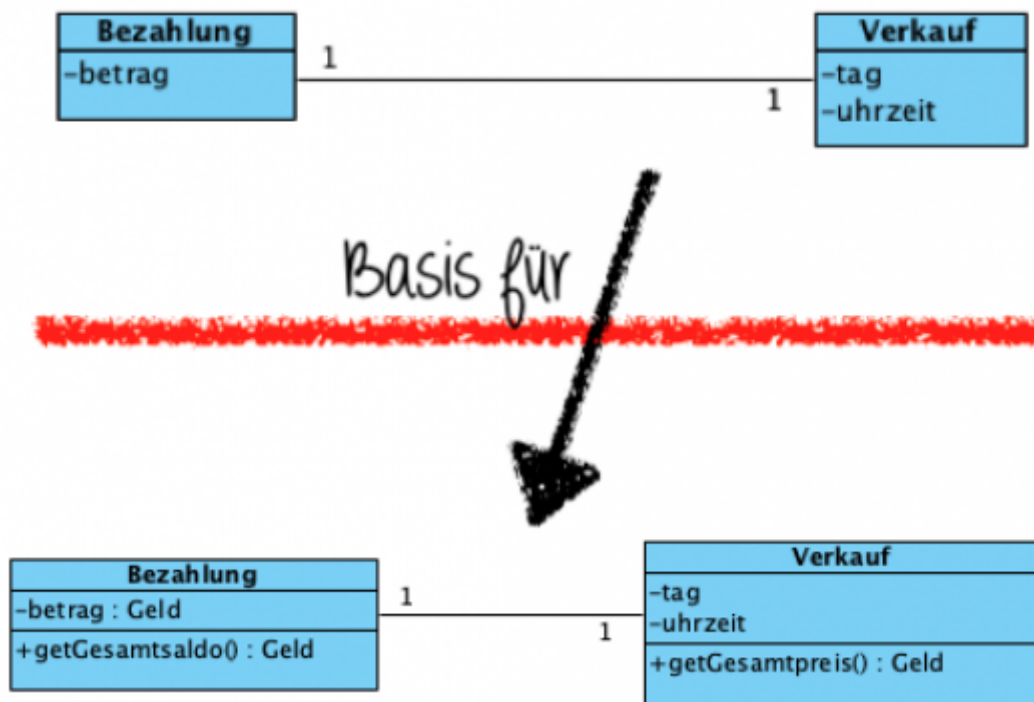 Bezahlung
-betrag
1
1
Verkauf
-tag
-uhrzeit
Basis für
Bezahlung
-betrag : Geld
+getGesamtsaldo() : Geld
1
1
Verkauf
-tag
-uhrzeit
+getGesamtpreis() : Geld